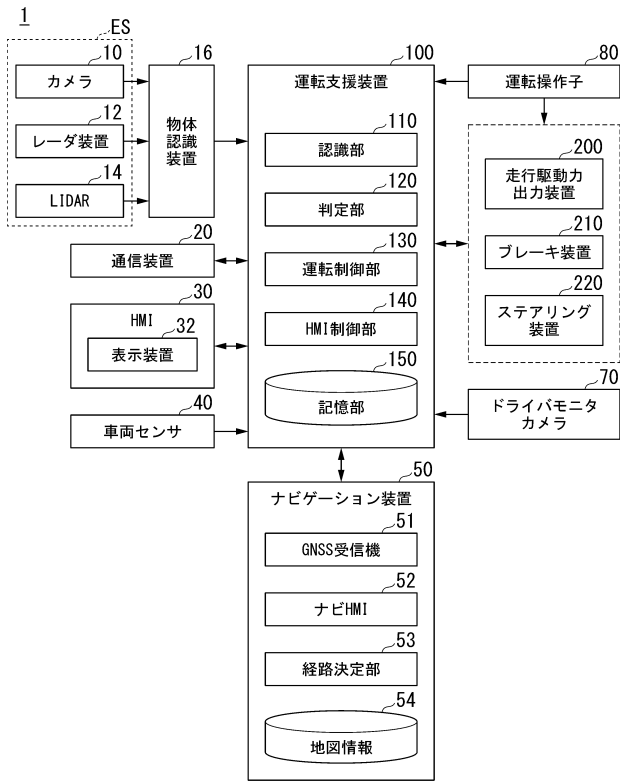 1
ES
10
カメラ
12
レーダ装置
14
LIDAR
16
物体
認識
装置
20
通信装置
30
HMI
32
表示装置
40
車両センサ
100
運転支援装置
110
認識部
120
判定部
130
運転制御部
140
HMI制御部
150
記憶部
80
運転操作子
200
走行駆動力
出力装置
210
ブレーキ装置
220
ステアリング
装置
70
ドライバモニタ
カメラ
50
ナビゲーション装置
51
GNSS受信機
52
ナビHMI
53
経路決定部
54
地図情報